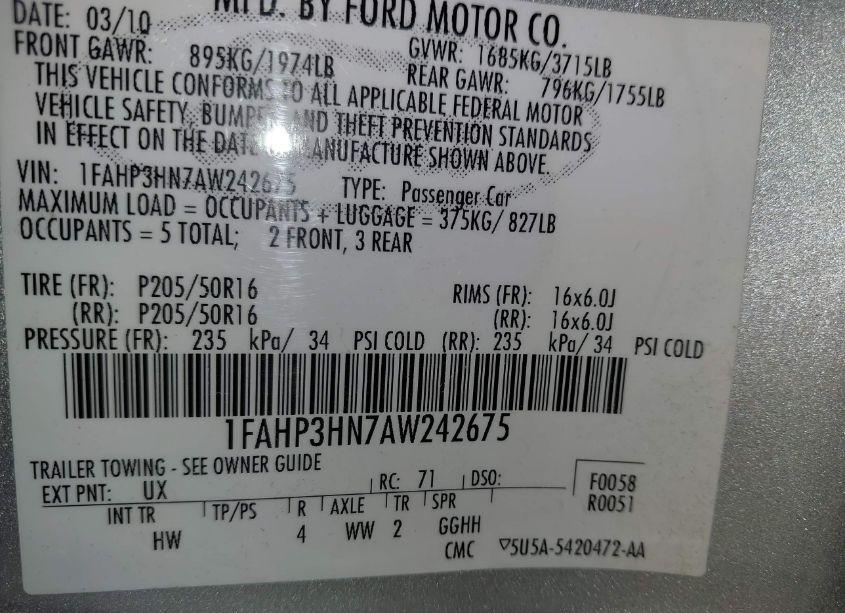 MFD. BY FORD MOTOR CO.
DATE: 03/10
GVWR: 1685KG/3715LB
FRONT GAWR: 895KG/1974LB
REAR GAWR: 796KG/1755LB
THIS VEHICLE CONFORMS TO ALL APPLICABLE FEDERAL MOTOR
VEHICLE SAFETY, BUMPER AND THEFT PREVENTION STANDARDS
IN EFFECT ON THE DATE OF MANUFACTURE SHOWN ABOVE.
VIN: 1FAHP3HN7AW242675 TYPE: Passenger Car
MAXIMUM LOAD = OCCUPANTS + LUGGAGE = 375KG/ 827LB
OCCUPANTS = 5 TOTAL; 2 FRONT, 3 REAR
TIRE (FR): P205/50R16 RIMS (FR): 16x6.0J
(RR): P205/50R16 (RR): 16x6.0J
PRESSURE (FR): 235 kPa/ 34 PSI COLD (RR): 235 kPa/ 34 PSI COLD
1FAHP3HN7AW242675
TRAILER TOWING - SEE OWNER GUIDE
EXT PNT: UX RC: 71 DSO: F0058
R0051
INT TR TP/PS R AXLE TR SPR
HW 4 WW 2 GGHH
CMC ▽5U5A-5420472-AA